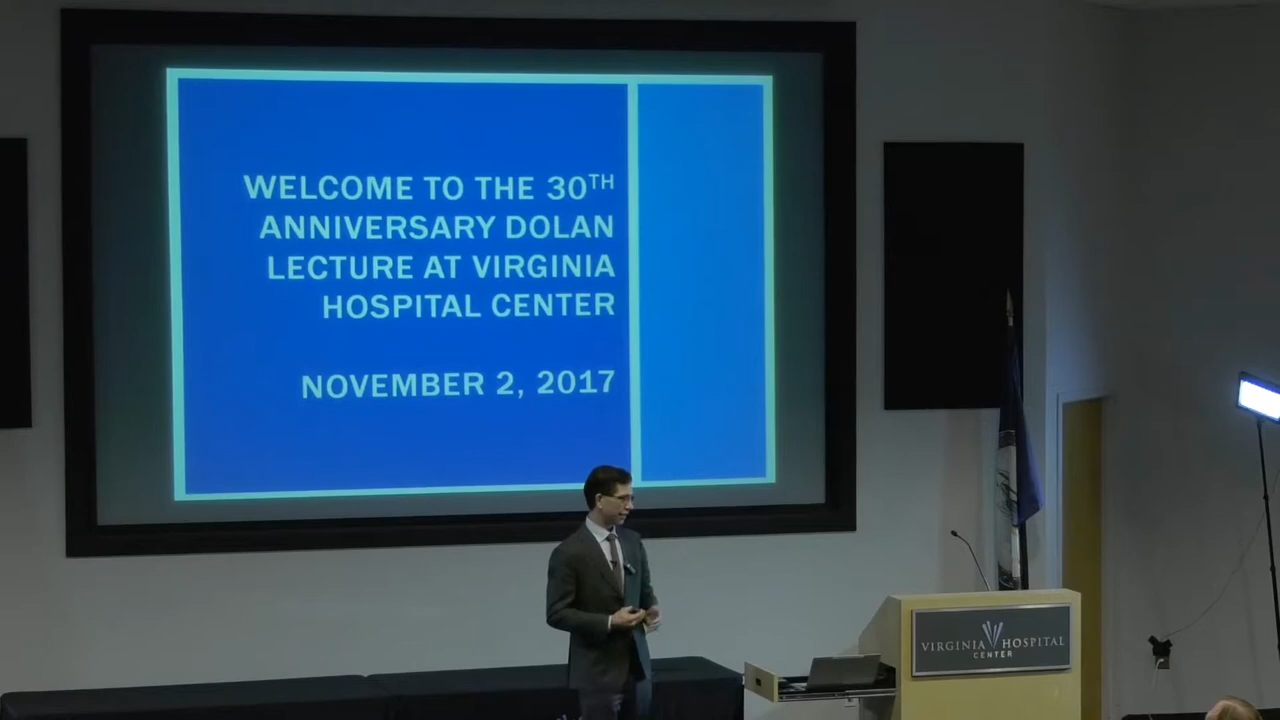 WELCOME TO THE 30TH
ANNIVERSARY DOLAN
LECTURE AT VIRGINIA
HOSPITAL CENTER
NOVEMBER 2, 2017
VIRGINIA HOSPITAL
CENTER